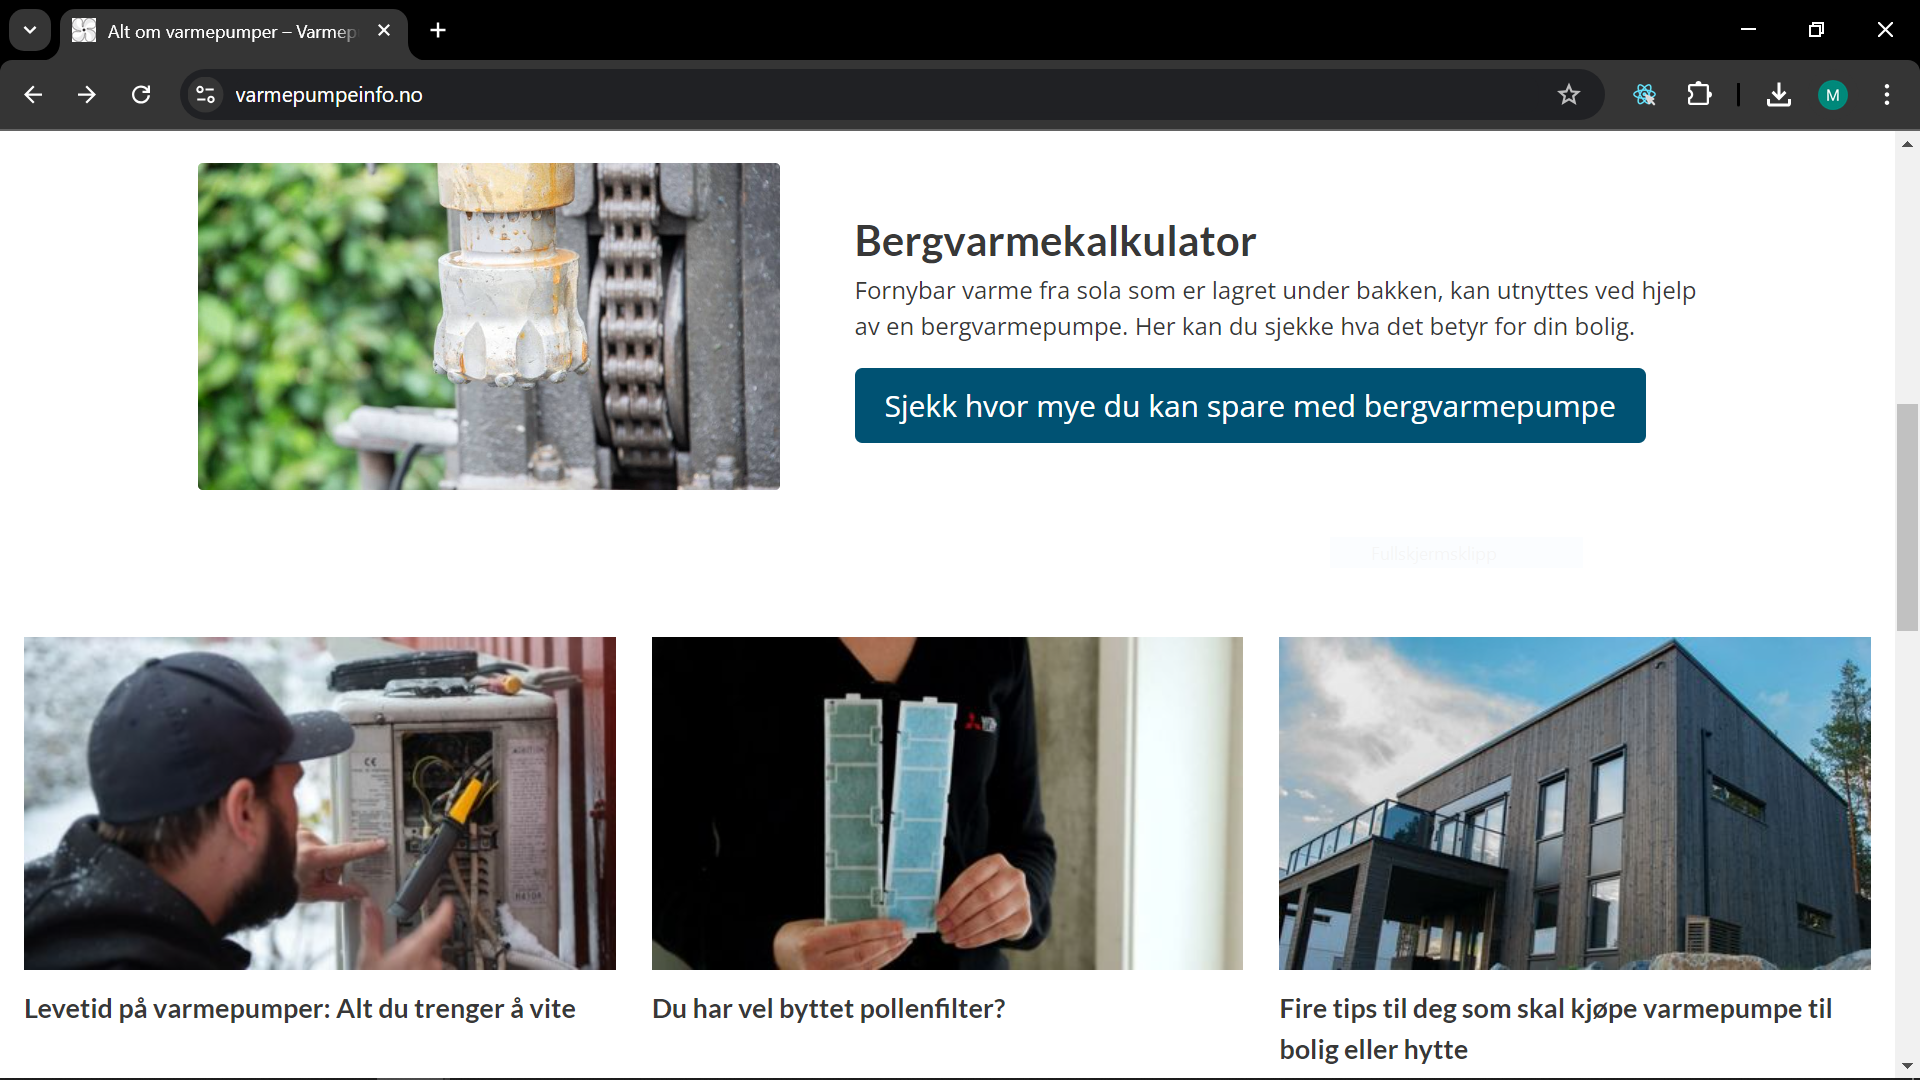 Alt om varmepumper – Varmep
varmepumpeinfo.no
M
Bergvarmekalkulator
Fornybar varme fra sola som er lagret under bakken, kan utnyttes ved hjelp
av en bergvarmepumpe. Her kan du sjekke hva det betyr for din bolig.
Sjekk hvor mye du kan spare med bergvarmepumpe
Fullskjermsklipp
CE
Levetid på varmepumper: Alt du trenger å vite
Du har vel byttet pollenfilter?
Fire tips til deg som skal kjøpe varmepumpe til
bolig eller hytte